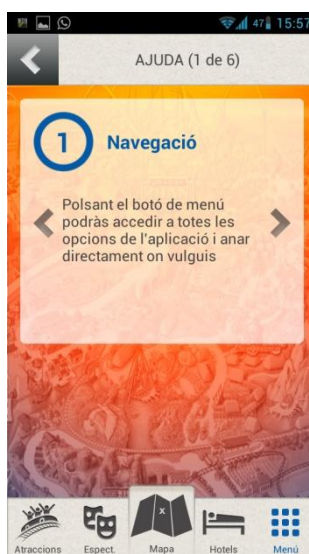 47 15:57
AJUDA (1 de 6)
1 Navegació
Polsant el botó de menú
podràs accedir a totes les
opcions de l'aplicació i anar
directament on vulguis
x
Atraccions Espect. Mapa Hotels Menú